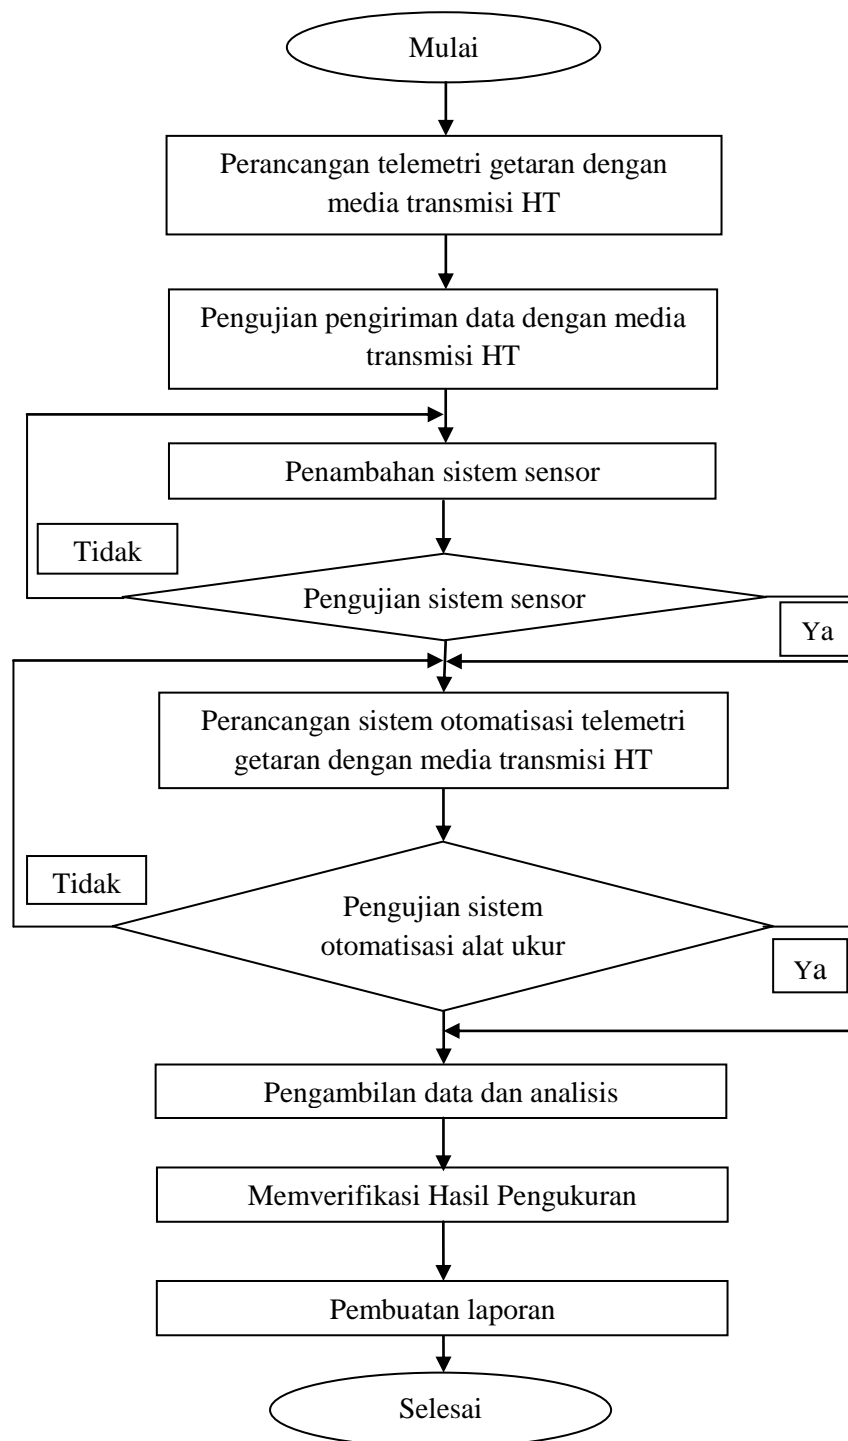 Mulai
Perancangan telemetri getaran dengan
media transmisi HT
Pengujian pengiriman data dengan media
transmisi HT
Penambahan sistem sensor
Tidak
Pengujian sistem sensor
Ya
Perancangan sistem otomatisasi telemetri
getaran dengan media transmisi HT
Tidak
Pengujian sistem
otomatisasi alat ukur
Ya
Pengambilan data dan analisis
Memverifikasi Hasil Pengukuran
Pembuatan laporan
Selesai